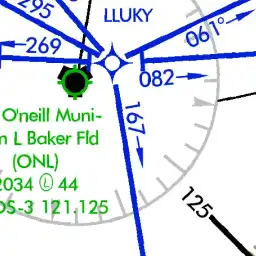 LLUKY
295
269
061°
082
167
O'neill Muni-
n L Baker Fld
(ONL)
2034 Ⓛ 44
OS-3 121.125
125